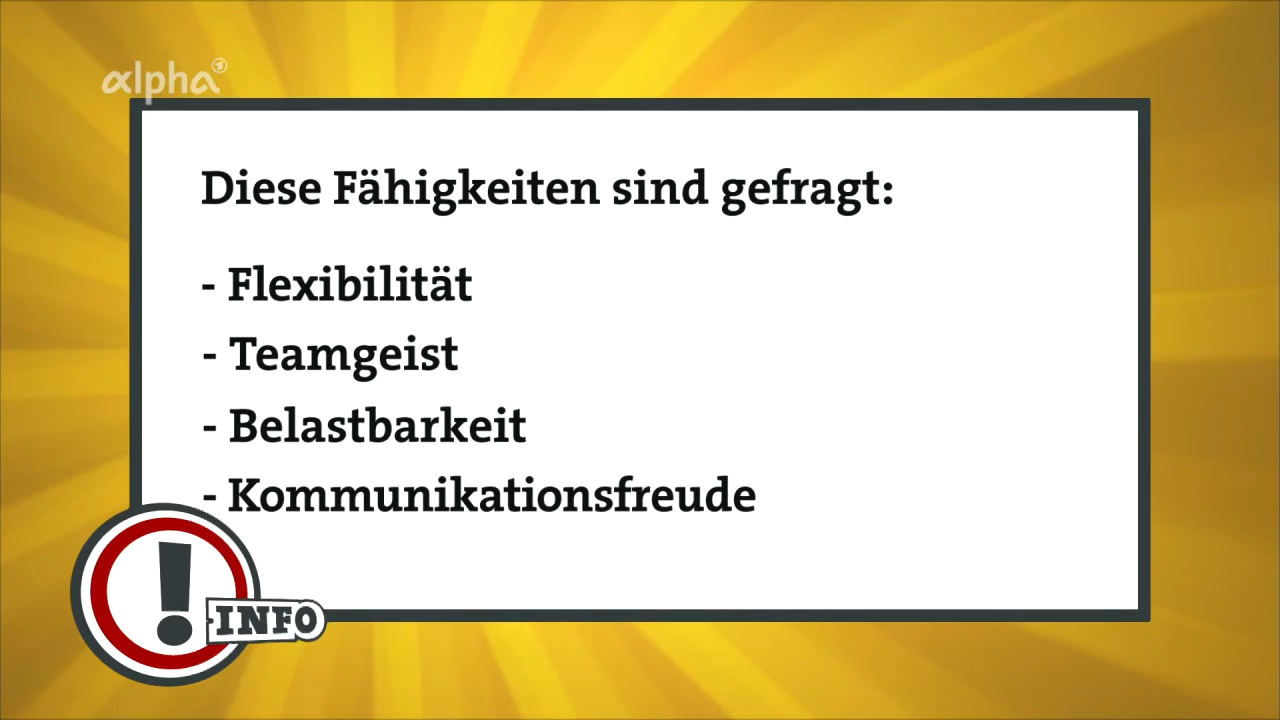 alpha
Diese Fähigkeiten sind gefragt:
- Flexibilität
- Teamgeist
- Belastbarkeit
- Kommunikationsfreude
!
INFO